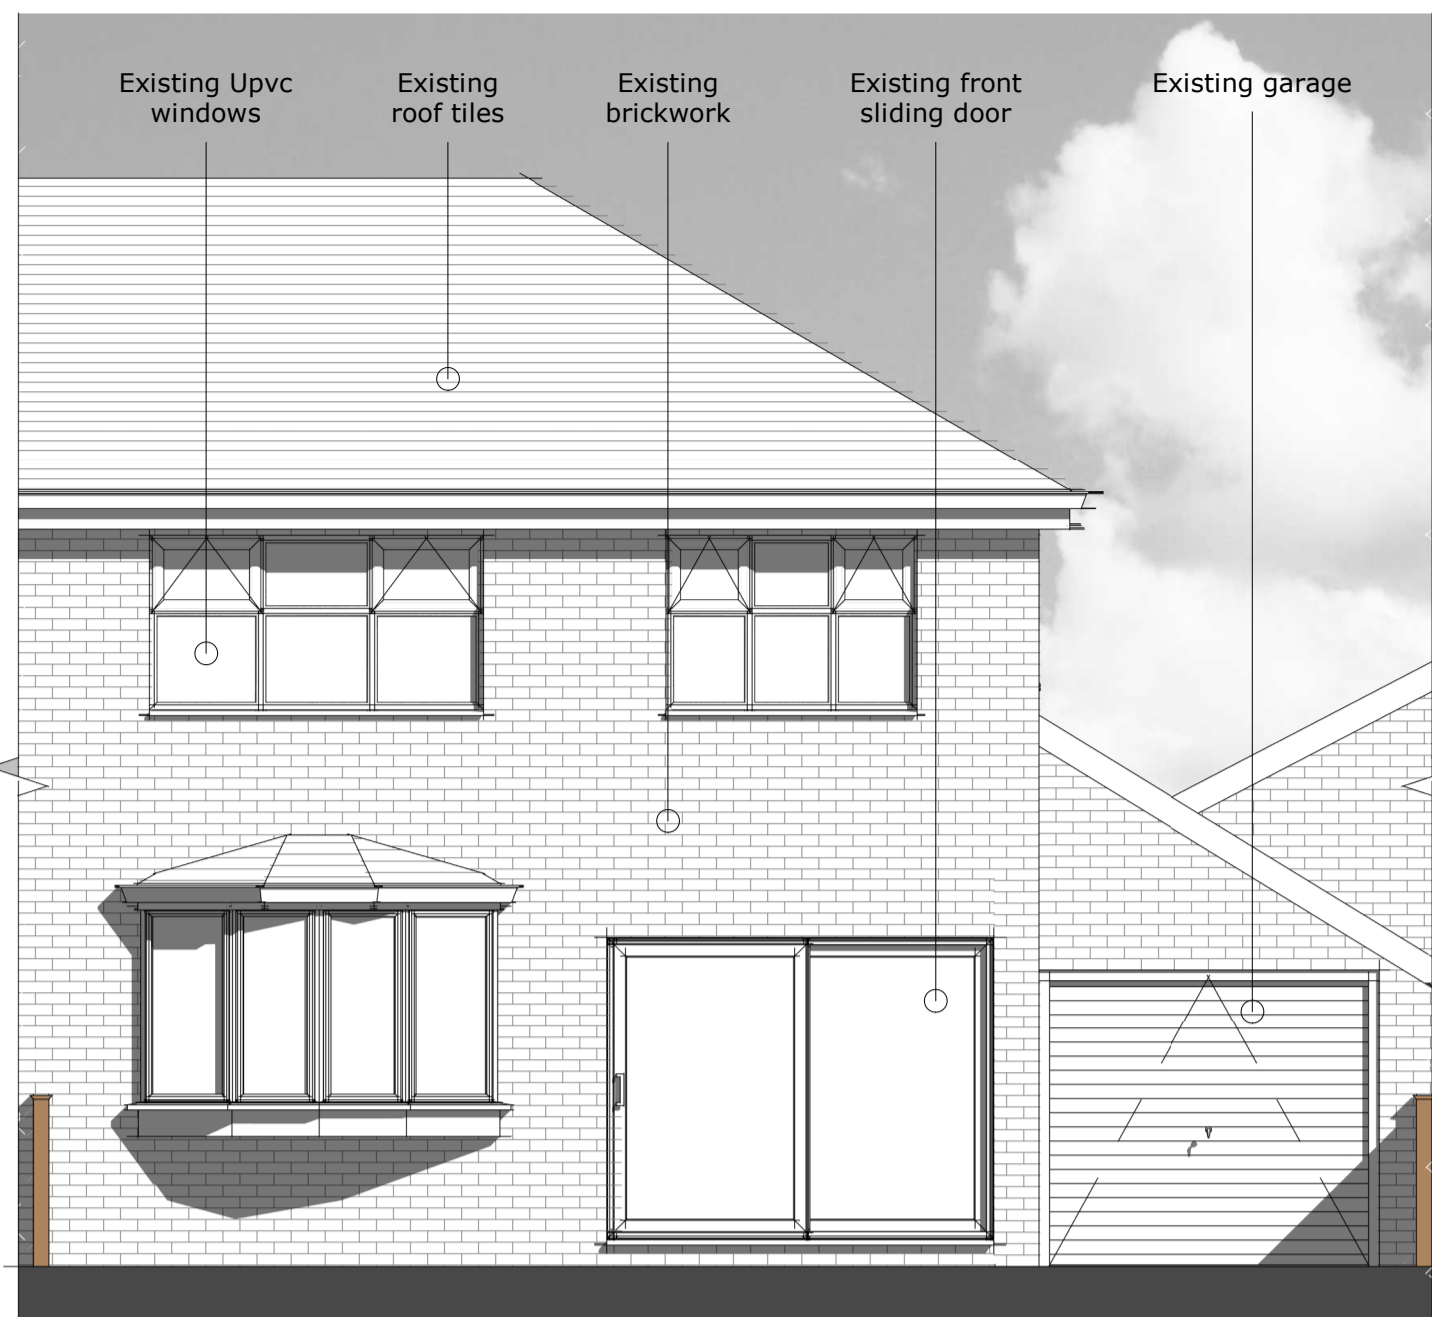 Existing Upvc
windows
Existing
roof tiles
Existing
brickwork
Existing front
sliding door
Existing garage